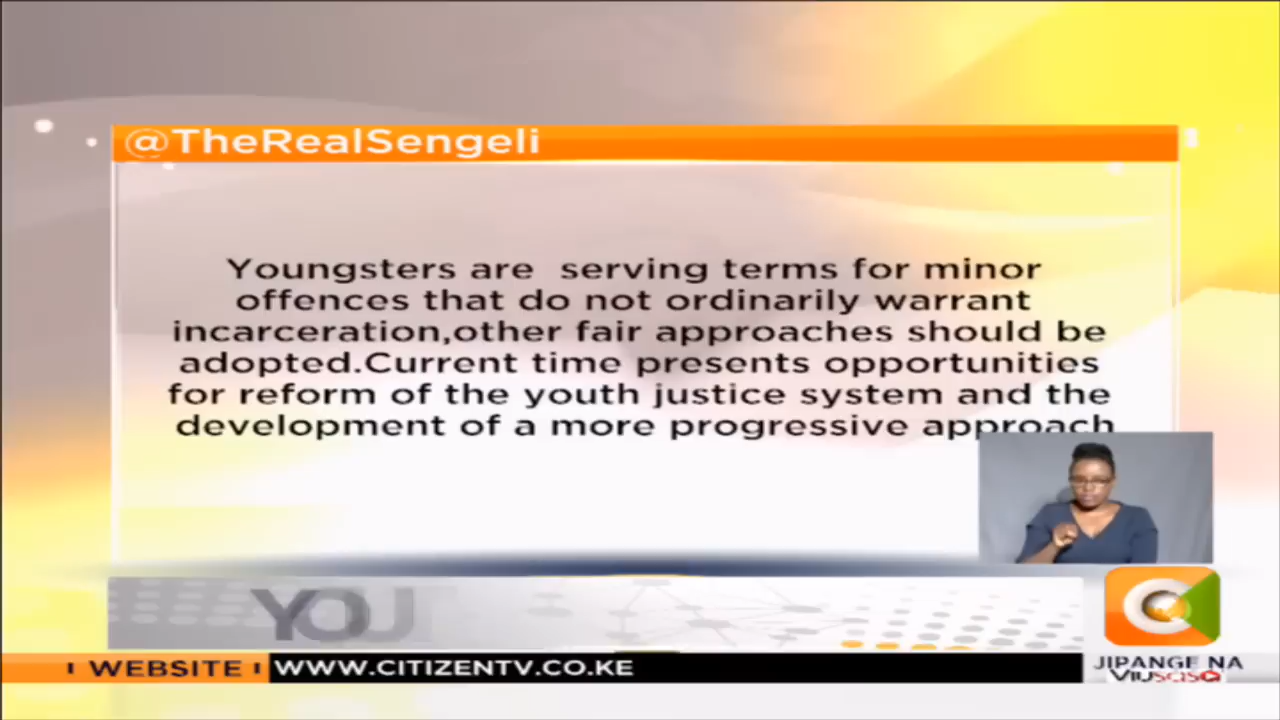 @TheRealSengeli
Youngsters are serving terms for minor
offences that do not ordinarily warrant
incarceration,other fair approaches should be
adopted.Current time presents opportunities
for reform of the youth justice system and the
development of a more progressive approach
YOU
WEBSITE
WWW.CITIZENTV.CO.KE
JIPANGE NA